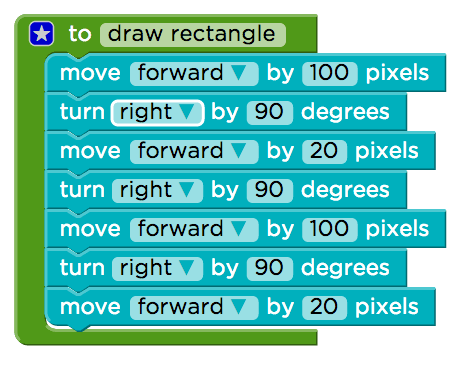 to draw rectangle
move forward by 100 pixels
turn right by 90 degrees
move forward by 20 pixels
turn right by 90 degrees
move forward by 100 pixels
turn right by 90 degrees
move forward by 20 pixels